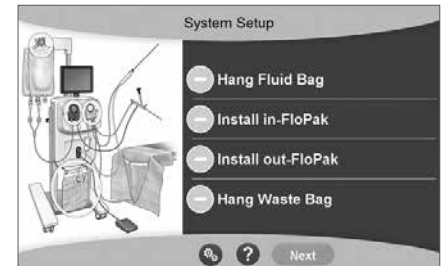 System Setup
Hang Fluid Bag
Install in-FloPak
Install out-FloPak
Hang Waste Bag
?
Next